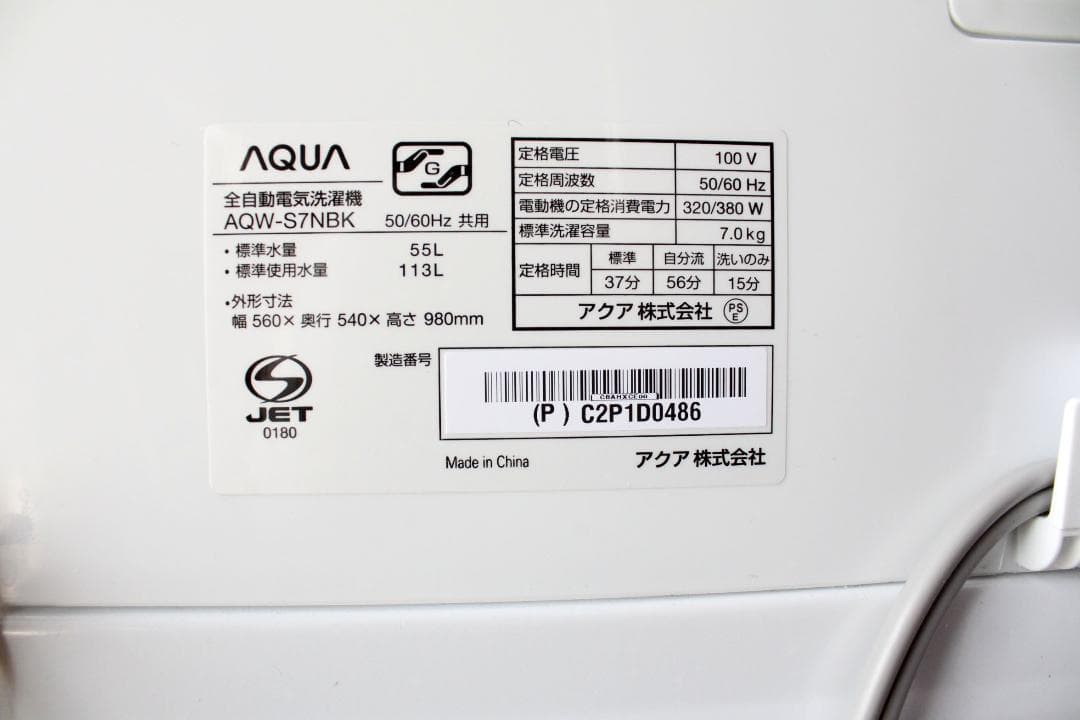 AQUA
G
全自動電気洗濯機
AQW-S7NBK 50/60Hz 共用
・標準水量 55L
・標準使用水量 113L
・外形寸法
幅 560× 奥行 540× 高さ 980mm
定格電圧 100 V
定格周波数 50/60 Hz
電動機の定格消費電力 320/380 W
標準洗濯容量 7.0kg
定格時間 標準 自分流 洗いのみ
37分 56分 15分
アクア 株式会社 PSE
JET
0180
製造番号
CBAHXCE00
(P) C2P1D0486
Made in China アクア 株式会社